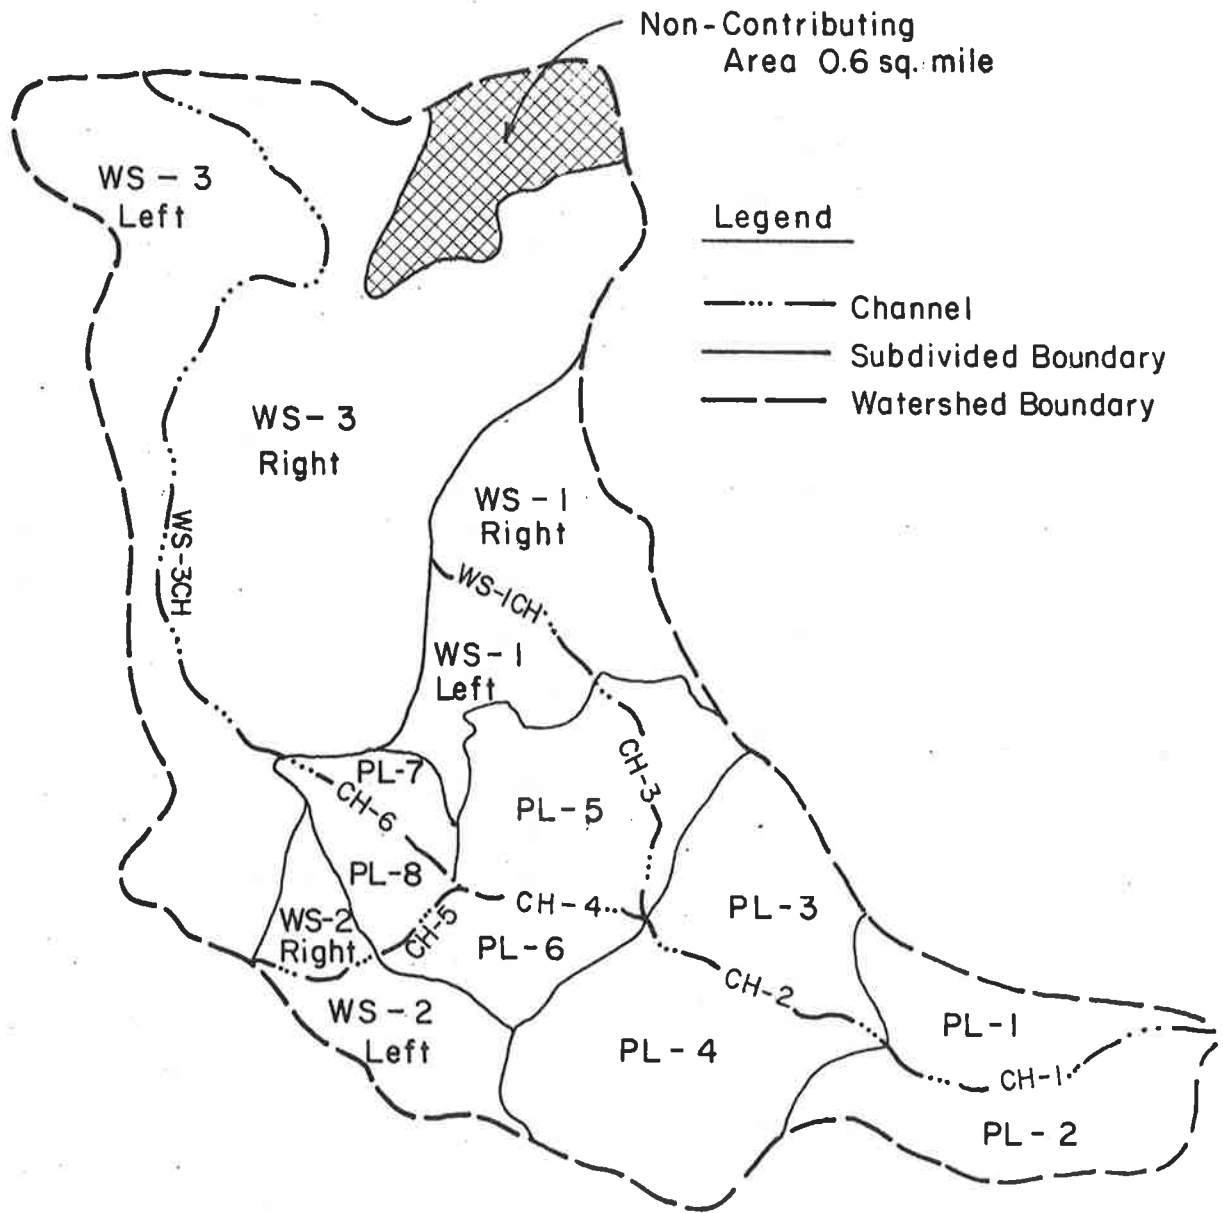 Non-Contributing
Area 0.6 sq. mile
WS-3
Left
Legend
Channel
Subdivided Boundary
Watershed Boundary
WS-3
Right
WS-1
Right
WS-3CH
WS-1CH
WS-1
Left
CH-3
PL-7
CH-6
PL-5
PL-8
CH-4
PL-3
WS-2
Right
CH-5
PL-6
CH-2
WS-2
Left
PL-4
PL-1
CH-1
PL-2